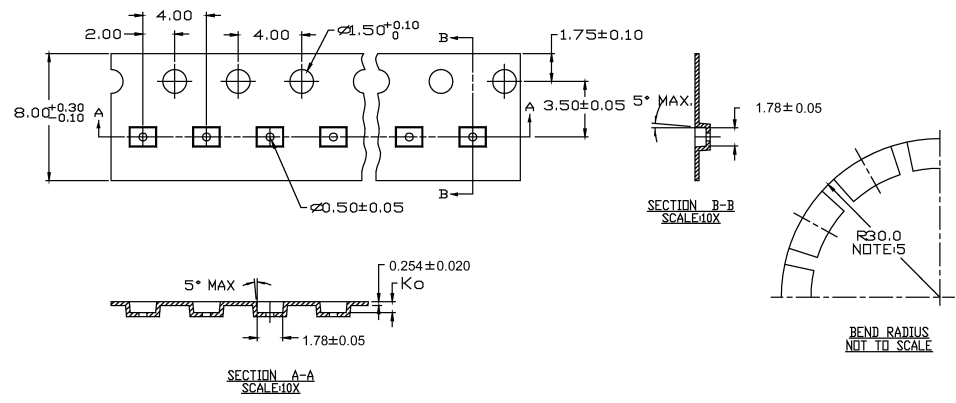 4.00
2.00
4.00
⌀1.50 +0.10 0
B
1.75±0.10
8.00 +0.30 -0.10
A
3.50±0.05
A
5° MAX.
1.78±0.05
⌀0.50±0.05
B
SECTION B-B
SCALE:10X
R30.0
NOTE:5
5° MAX
0.254±0.020
Ko
1.78±0.05
BEND RADIUS
NOT TO SCALE
SECTION A-A
SCALE:10X